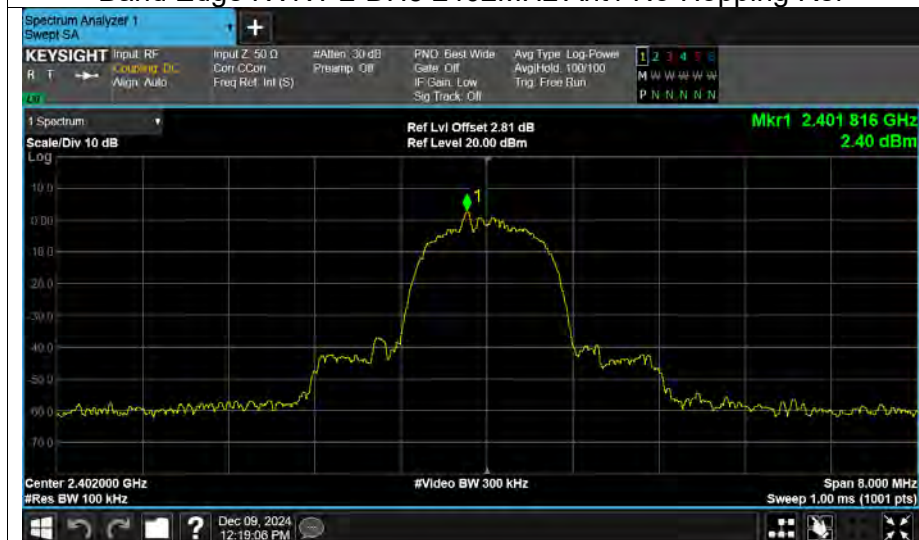 Spectrum Analyzer 1
Swept SA
+
KEYSIGHT Input: RF Input Z: 50 Ω #Atten: 30 dB PNO: Best Wide Avg Type: Log-Power 1 2 3 4 5 6
R T Coupling: DC Corr CCorr Preamp: Off Gate: Off Avg|Hold: 100/100 M W W W W W
Align: Auto Freq Ref: Int (S) IF Gain: Low Trig: Free Run
Sig Track: Off P N N N N N
1 Spectrum Ref Lvl Offset 2.81 dB Mkr1 2.401 816 GHz
Scale/Div 10 dB Ref Level 20.00 dBm 2.40 dBm
Log
10.0
1
0.00
-10.0
-20.0
-30.0
-40.0
-50.0
-60.0
-70.0
Center 2.402000 GHz #Video BW 300 kHz Span 8.000 MHz
#Res BW 100 kHz Sweep 1.00 ms (1001 pts)
? Dec 09, 2024
12:19:06 PM